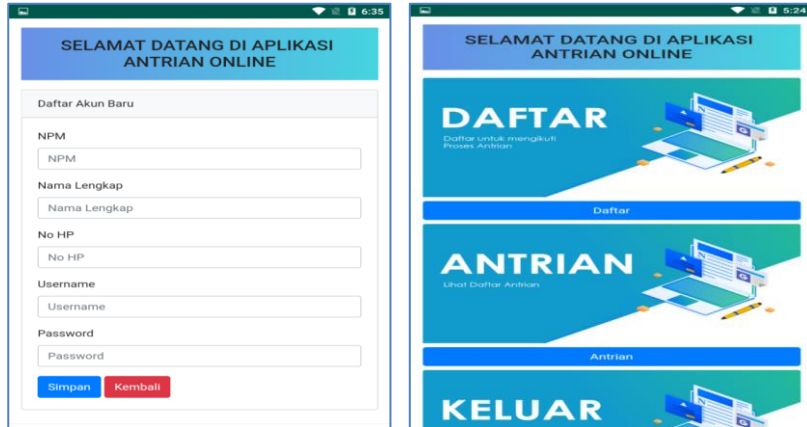 6:35
SELAMAT DATANG DI APLIKASI
ANTRIAN ONLINE
Daftar Akun Baru
NPM
NPM
Nama Lengkap
Nama Lengkap
No HP
No HP
Username
Username
Password
Password
Simpan Kembali
5:24
SELAMAT DATANG DI APLIKASI
ANTRIAN ONLINE
DAFTAR
Daftar untuk mengikuti
Proses Antrian
Daftar
ANTRIAN
Lihat Daftar Antrian
Antrian
KELUAR